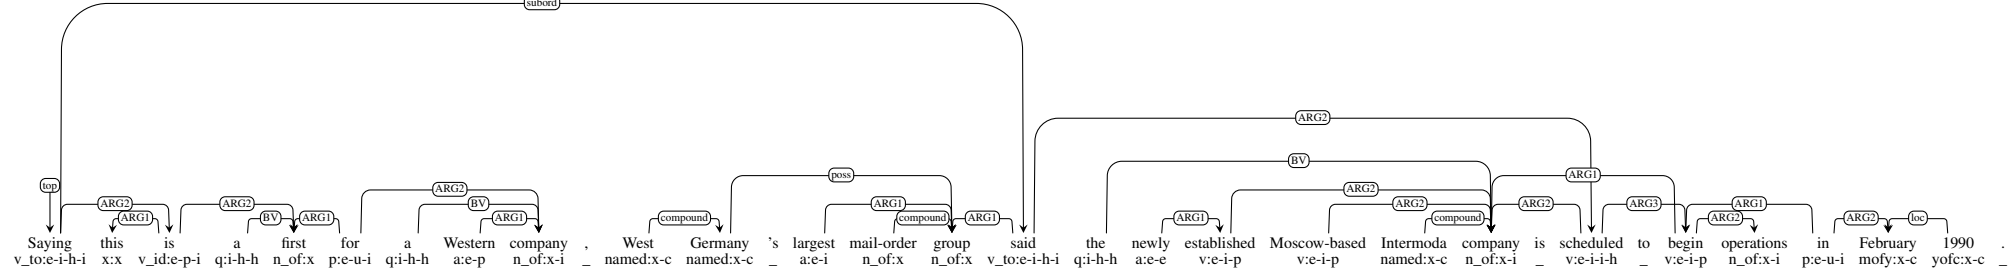 subord
ARG2
BV
poss ARG1
top ARG2 ARG2 ARG2
ARG2 ARG2 BV ARG1 ARG2 ARG2 ARG3 ARG1
ARG1 BV ARG1 ARG1 compound compound ARG1 ARG1 compound ARG2 ARG2 loc
Saying this is a first for a Western company , West Germany 's largest mail-order group said the newly established Moscow-based Intermoda company is scheduled to begin operations in February 1990 .
v_to:e-i-h-i x:x v_id:e-p-i q:i-h-h n_of:x p:e-u-i q:i-h-h a:e-p n_of:x-i _ named:x-c named:x-c _ a:e-i n_of:x n_of:x v_to:e-i-h-i q:i-h-h a:e-e v:e-i-p v:e-i-p named:x-c n_of:x-i _ v:e-i-i-h _ v:e-i-p n_of:x-i p:e-u-i mofy:x-c yofc:x-c _